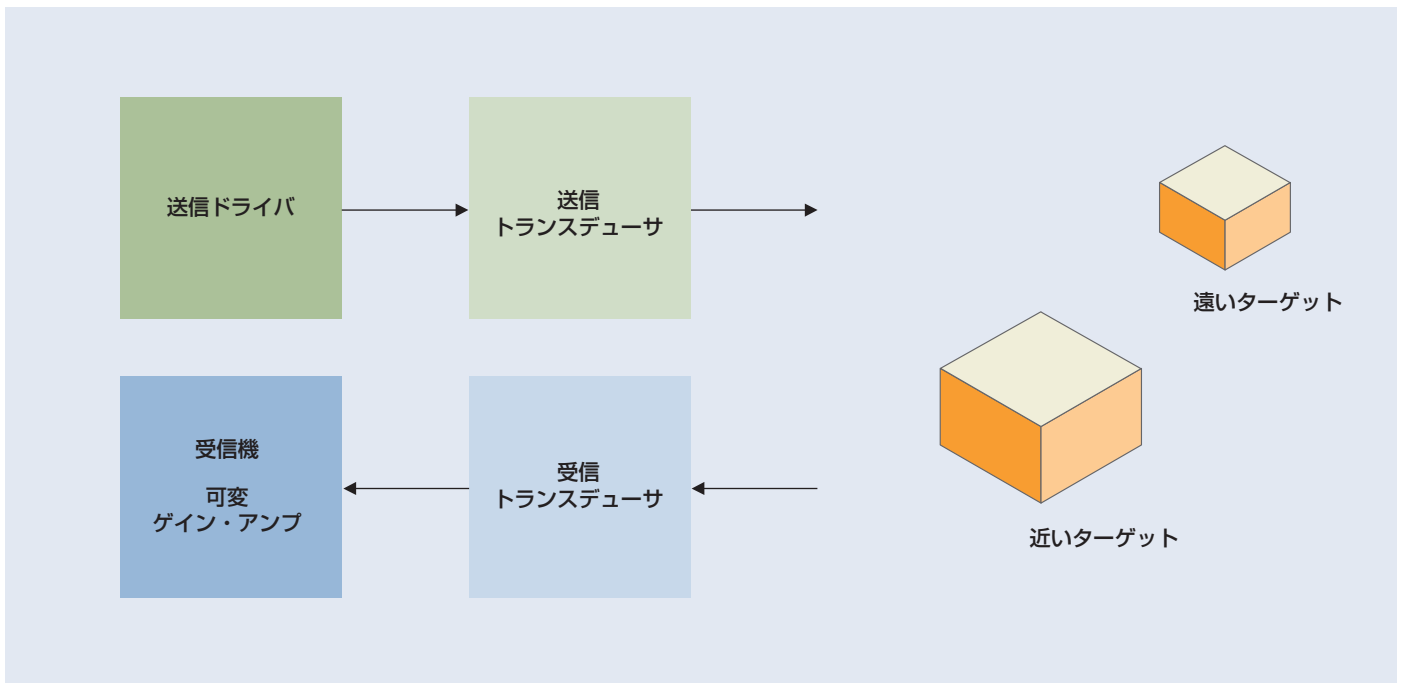 送信ドライバ
送信
トランスデューサ
遠いターゲット
受信機
可変
ゲイン・アンプ
受信
トランスデューサ
近いターゲット